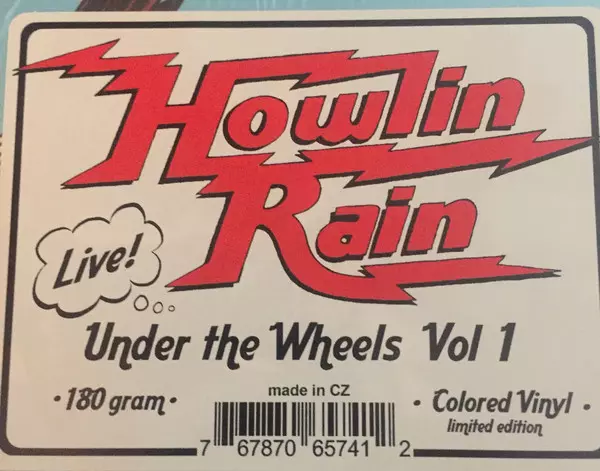 Howlin
Rain
Live!
Under the Wheels Vol 1
•180 gram•
made in CZ
• Colored Vinyl •
limited edition
7 67870 65741 2